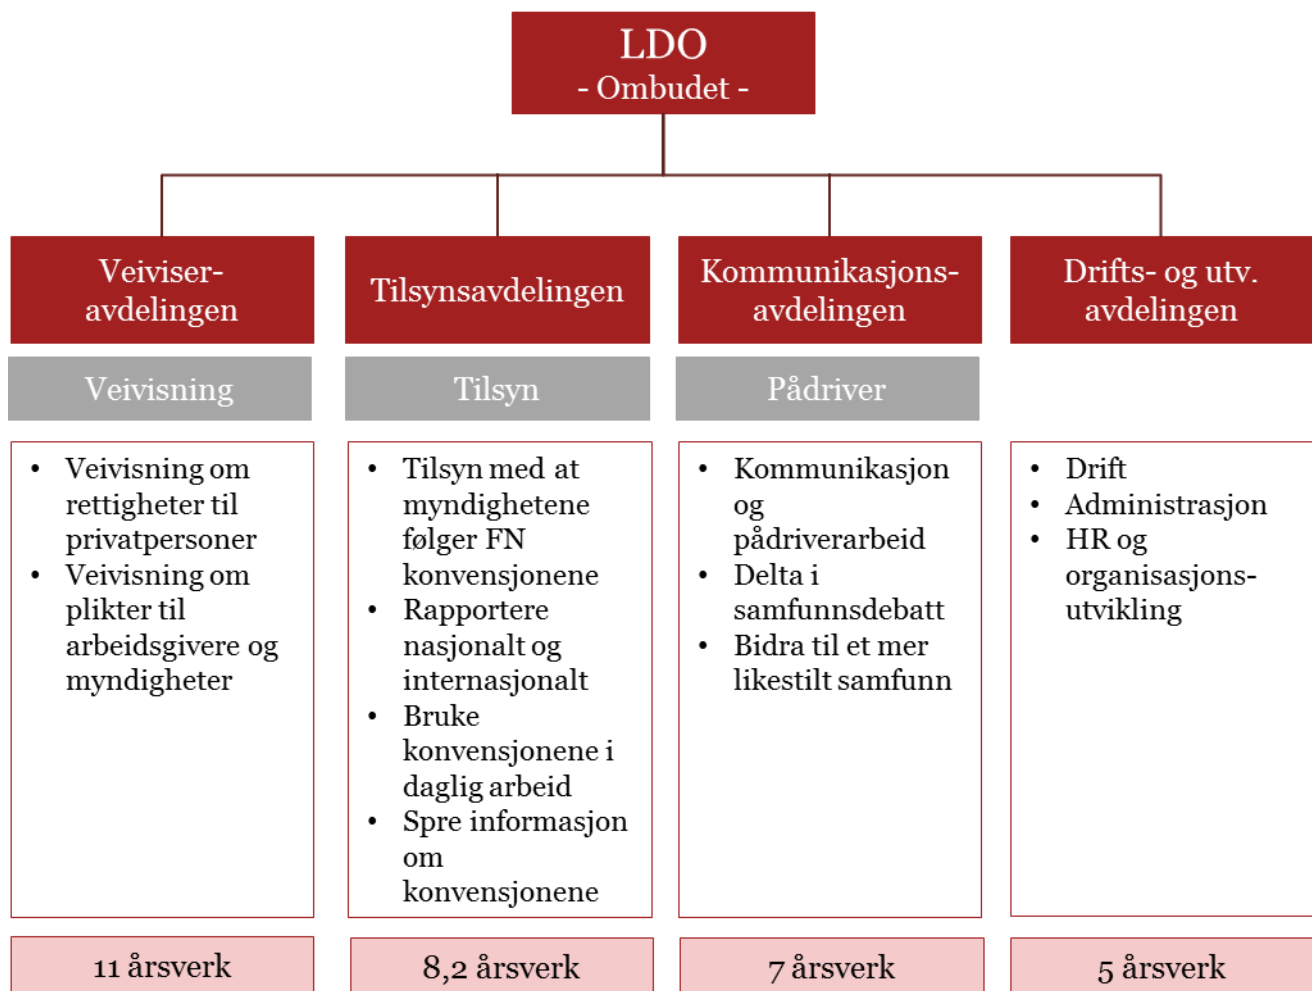 LDO
- Ombudet -
Veiviser-
avdelingen
Veivisning
• Veivisning om
rettigheter til
privatpersoner
• Veivisning om
plikter til
arbeidsgivere og
myndigheter
11 årsverk
Tilsynsavdelingen
Tilsyn
• Tilsyn med at
myndighetene
følger FN
konvensjonene
• Rapportere
nasjonalt og
internasjonalt
• Bruke
konvensjonene i
daglig arbeid
• Spre informasjon
om
konvensjonene
8,2 årsverk
Kommunikasjons-
avdelingen
Pådriver
• Kommunikasjon
og
pådriverarbeid
• Delta i
samfunnsdebatt
• Bidra til et mer
likestilt samfunn
7 årsverk
Drifts- og utv.
avdelingen
• Drift
• Administrasjon
• HR og
organisasjons-
utvikling
5 årsverk